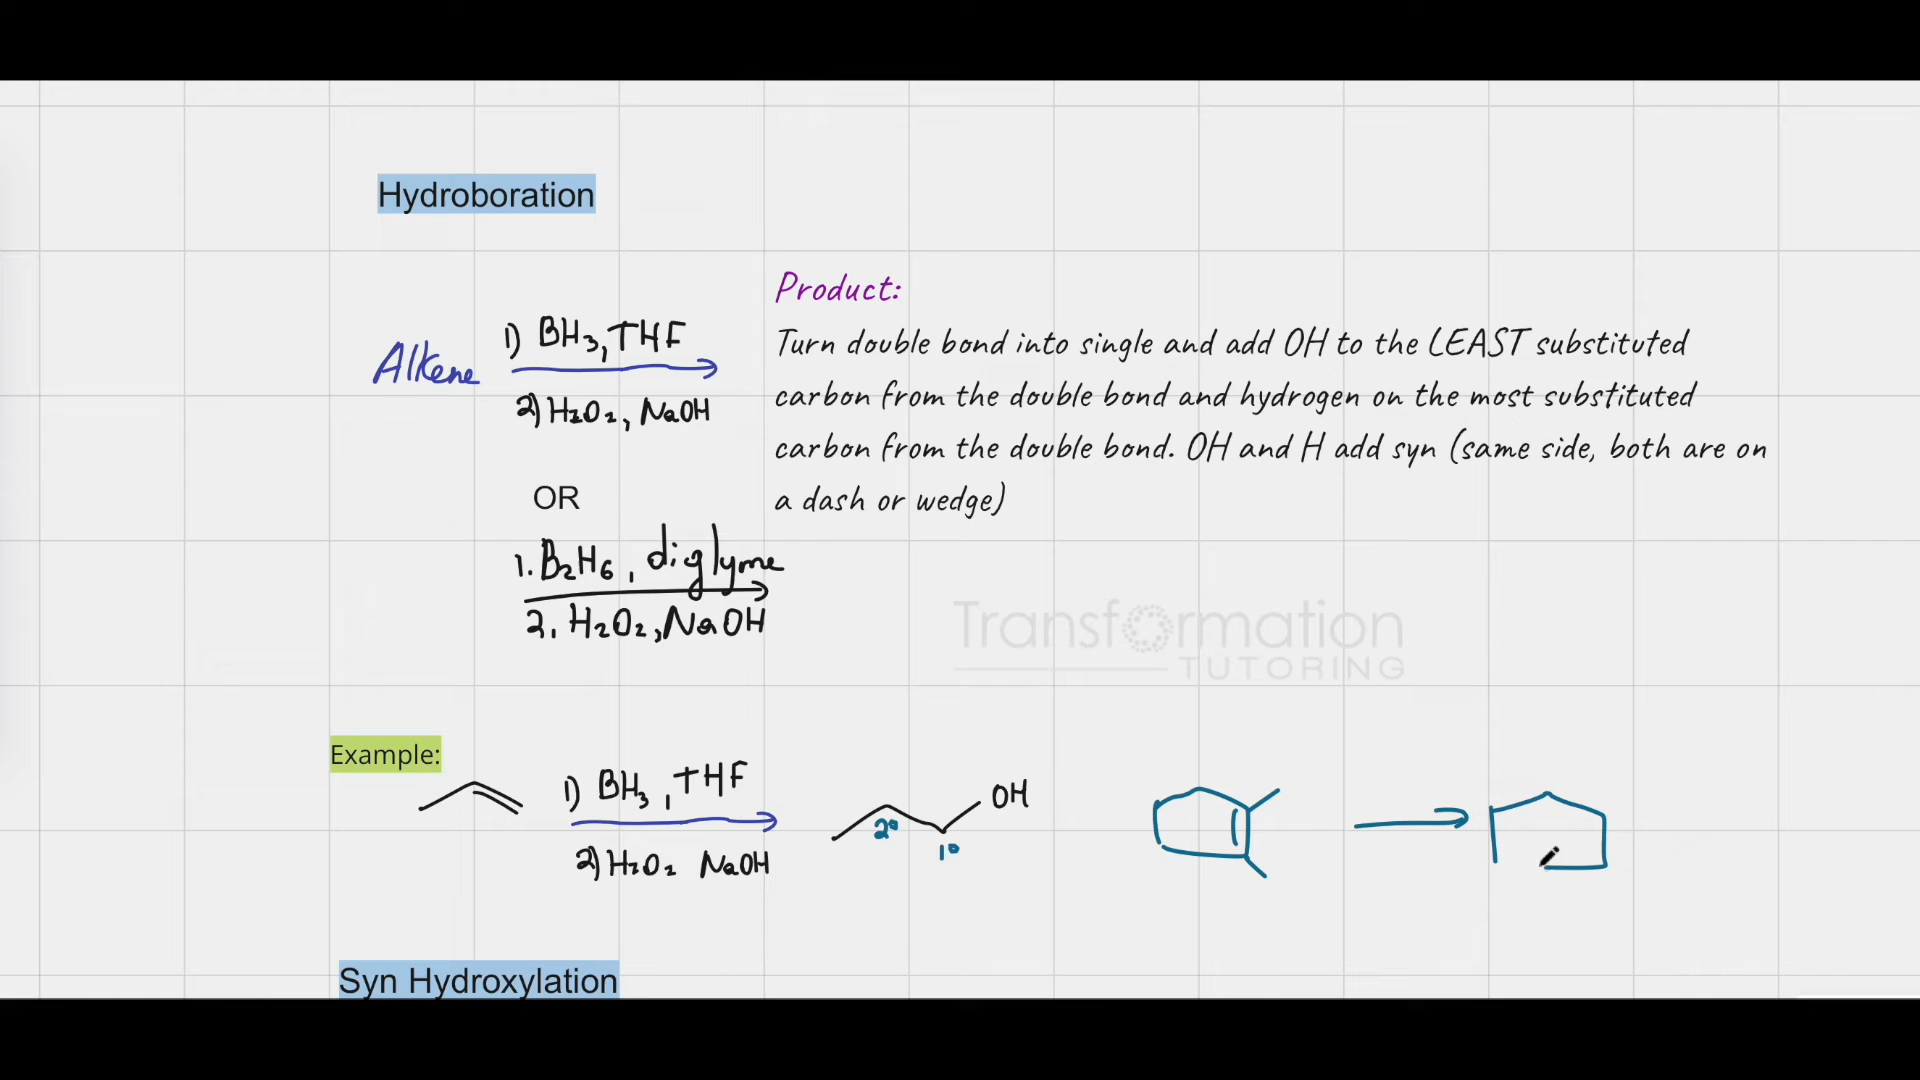 Hydroboration
Product:
Alkene 1) BH3, THF
2) H2O2, NaOH
Turn double bond into single and add OH to the LEAST substituted
carbon from the double bond and hydrogen on the most substituted
carbon from the double bond. OH and H add syn (same side, both are on
a dash or wedge)
OR
1. B2H6, diglyme
2. H2O2, NaOH
Transformation
TUTORING
Example:
1) BH3, THF
2) H2O2 NaOH
OH
2°
1°
Syn Hydroxylation